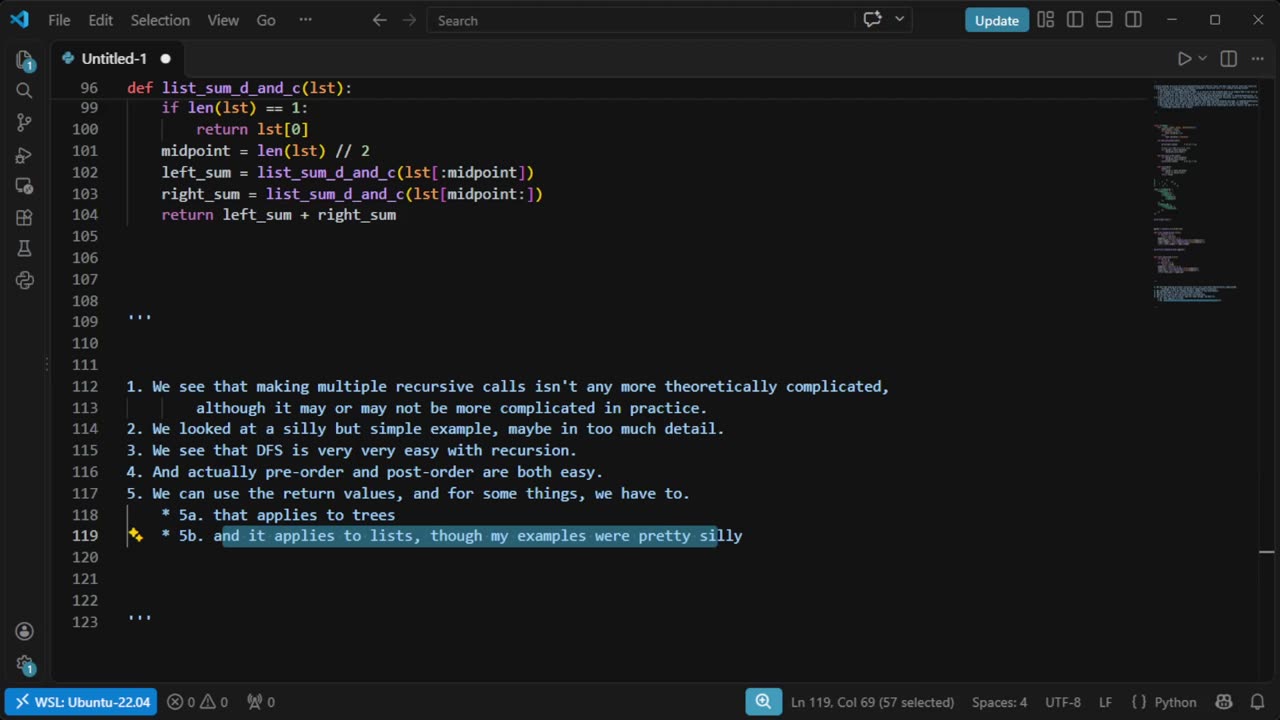 File Edit Selection View Go ··· Search Update
1 Untitled-1
96 def list_sum_d_and_c(lst):
99 if len(lst) == 1:
100 return lst[0]
101 midpoint = len(lst) // 2
102 left_sum = list_sum_d_and_c(lst[:midpoint])
103 right_sum = list_sum_d_and_c(lst[midpoint:])
104 return left_sum + right_sum
105
106
107
108
109 '''
110
111
112 1. We see that making multiple recursive calls isn't any more theoretically complicated,
113 although it may or may not be more complicated in practice.
114 2. We looked at a silly but simple example, maybe in too much detail.
115 3. We see that DFS is very very easy with recursion.
116 4. And actually pre-order and post-order are both easy.
117 5. We can use the return values, and for some things, we have to.
118 * 5a. that applies to trees
119 * 5b. and it applies to lists, though my examples were pretty silly
120
121
122
123 '''
1
WSL: Ubuntu-22.04 0 0 0 Ln 119, Col 69 (57 selected) Spaces: 4 UTF-8 LF { } Python